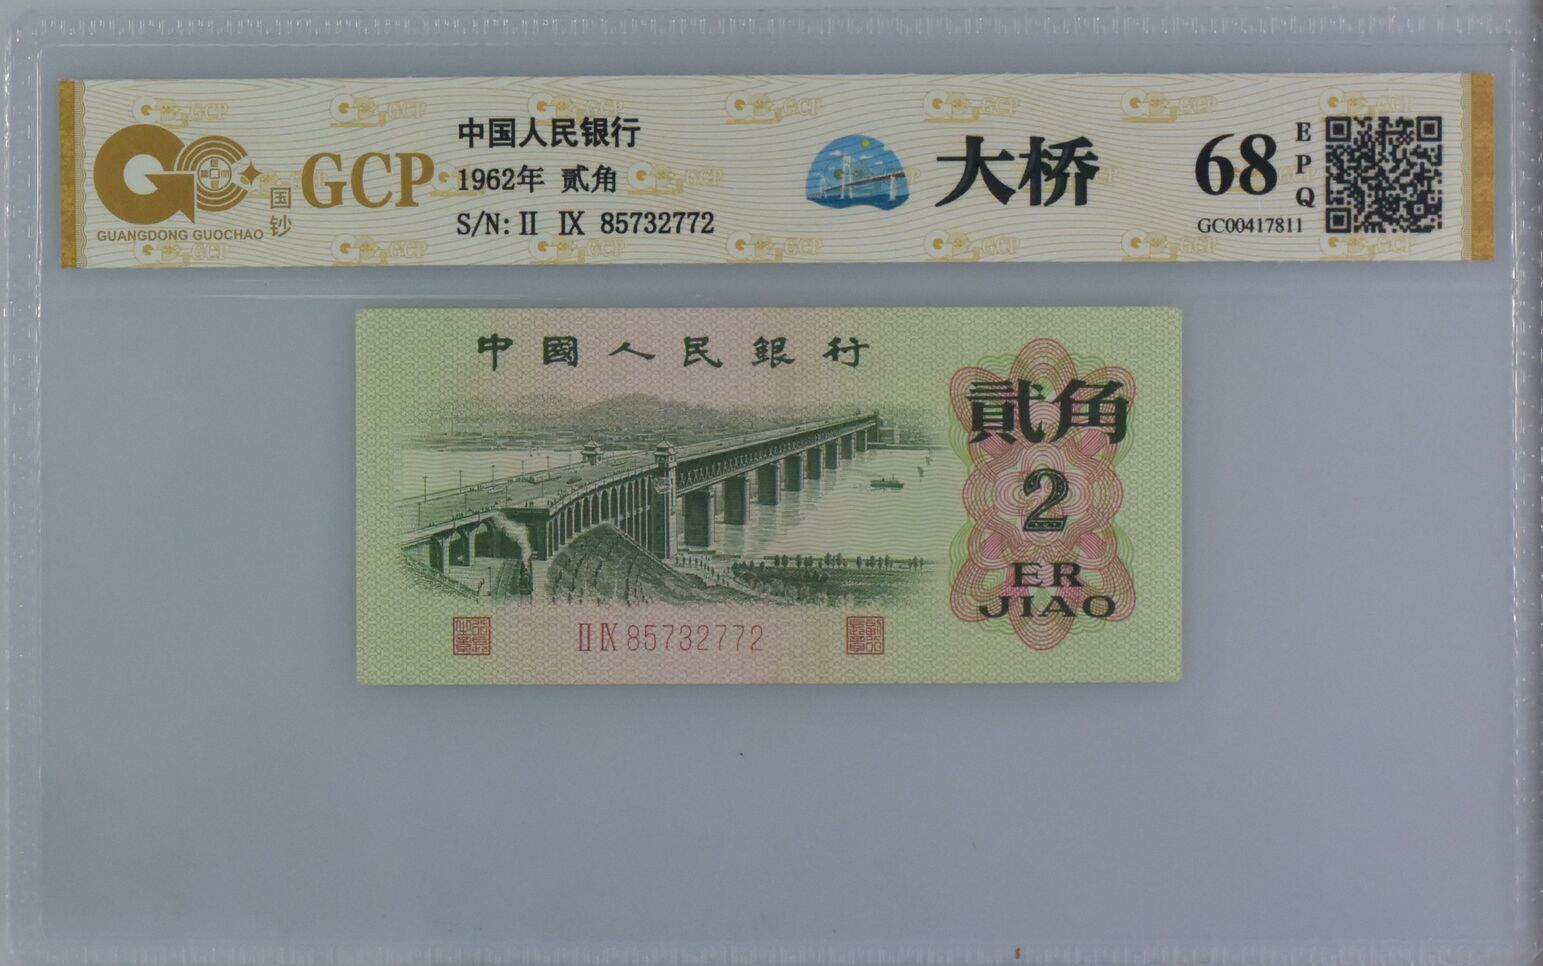 GUANGDONG GUOCHAO
国钞
GCP
中国人民银行
1962年 贰角
S/N: II IX 85732772
大桥
68
EPQ
GC00417811
中國人民銀行
貳角
2
ER
JIAO
II IX 85732772